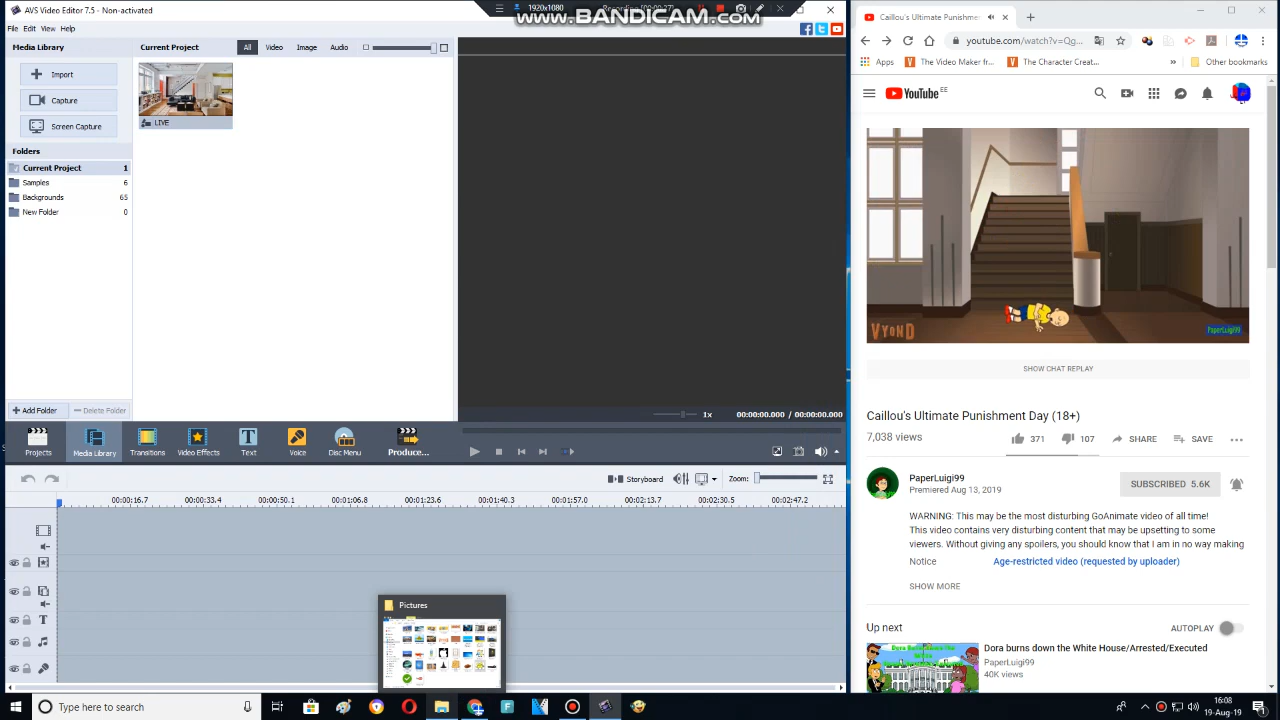 AVS Video Editor 7.5 - Non-activated
1920x1080
Recording [00:00:27]
www.BANDICAM.com
File Edit View Help
Media Library
Current Project
All Video Image Audio
Import
Capture
Screen Capture
LIVE
Folders
Current Project 1
Samples 6
Backgrounds 65
New Folder 0
Add Folder
Delete Folder
1x
00:00:00.000 / 00:00:00.000
Projects
Media Library
Transitions
Video Effects
Text
Voice
Disc Menu
Produce...
Storyboard
Zoom:
00:00:16.7 00:00:33.4 00:00:50.1 00:01:06.8 00:01:23.6 00:01:40.3 00:01:57.0 00:02:13.7 00:02:30.5 00:02:47.2
T
Pictures
Type here to search
Caillou's Ultimate Punishmen
youtube.com/watch?v=Qg...
Apps
The Video Maker fr...
The Character Creat...
»
Other bookmarks
YouTube EE
VYOND
PaperLuigi99
SHOW CHAT REPLAY
Caillou's Ultimate Punishment Day (18+)
7,038 views
371
107
SHARE
SAVE
PaperLuigi99
Premiered Aug 13, 2019
SUBSCRIBED 5.6K
WARNING: This may be the most disturbing GoAnimate video of all time!
This video contains very disturbing content that may be upsetting to some
viewers. Without giving any spoilers, you should know that I am in no way making
Notice
Age-restricted video (requested by uploader)
SHOW MORE
Up next
AUTOPLAY
Dora burns down the White House/Arrested/Executed
PaperLuigi99
40K views
16:08
19-Aug-19